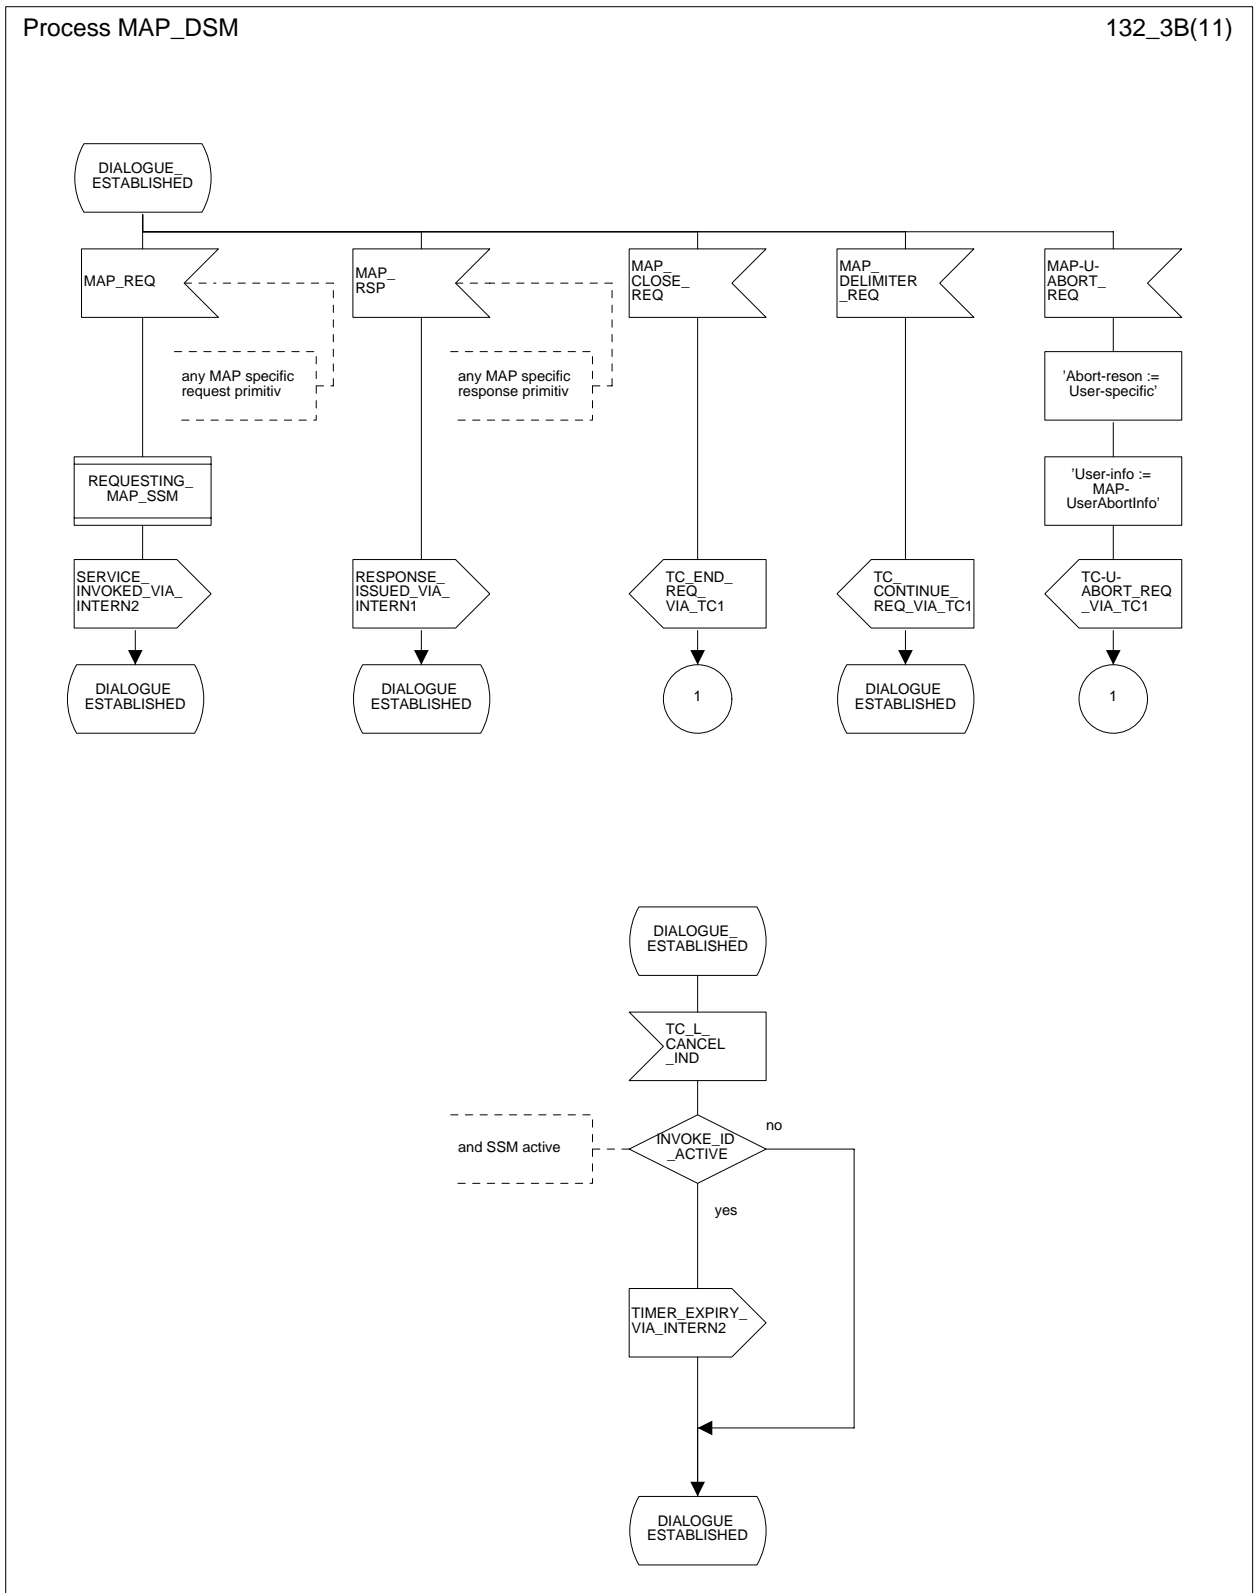 Process MAP_DSM
132_3B(11)
DIALOGUE_
ESTABLISHED
MAP_REQ
MAP_
RSP
MAP_
CLOSE_
REQ
MAP_
DELIMITER
_REQ
MAP-U-
ABORT_
REQ
any MAP specific
request primitiv
any MAP specific
response primitiv
'Abort-reson :=
User-specific'
REQUESTING_
MAP_SSM
'User-info :=
MAP-
UserAbortInfo'
SERVICE_
INVOKED_VIA_
INTERN2
RESPONSE_
ISSUED_VIA_
INTERN1
TC_END_
REQ_
VIA_TC1
TC_
CONTINUE_
REQ_VIA_TC1
TC-U-
ABORT_REQ
_VIA_TC1
DIALOGUE
ESTABLISHED
DIALOGUE
ESTABLISHED
1
DIALOGUE
ESTABLISHED
1
DIALOGUE_
ESTABLISHED
TC_L_
CANCEL
_IND
and SSM active
INVOKE_ID
_ACTIVE
no
yes
TIMER_EXPIRY_
VIA_INTERN2
DIALOGUE
ESTABLISHED